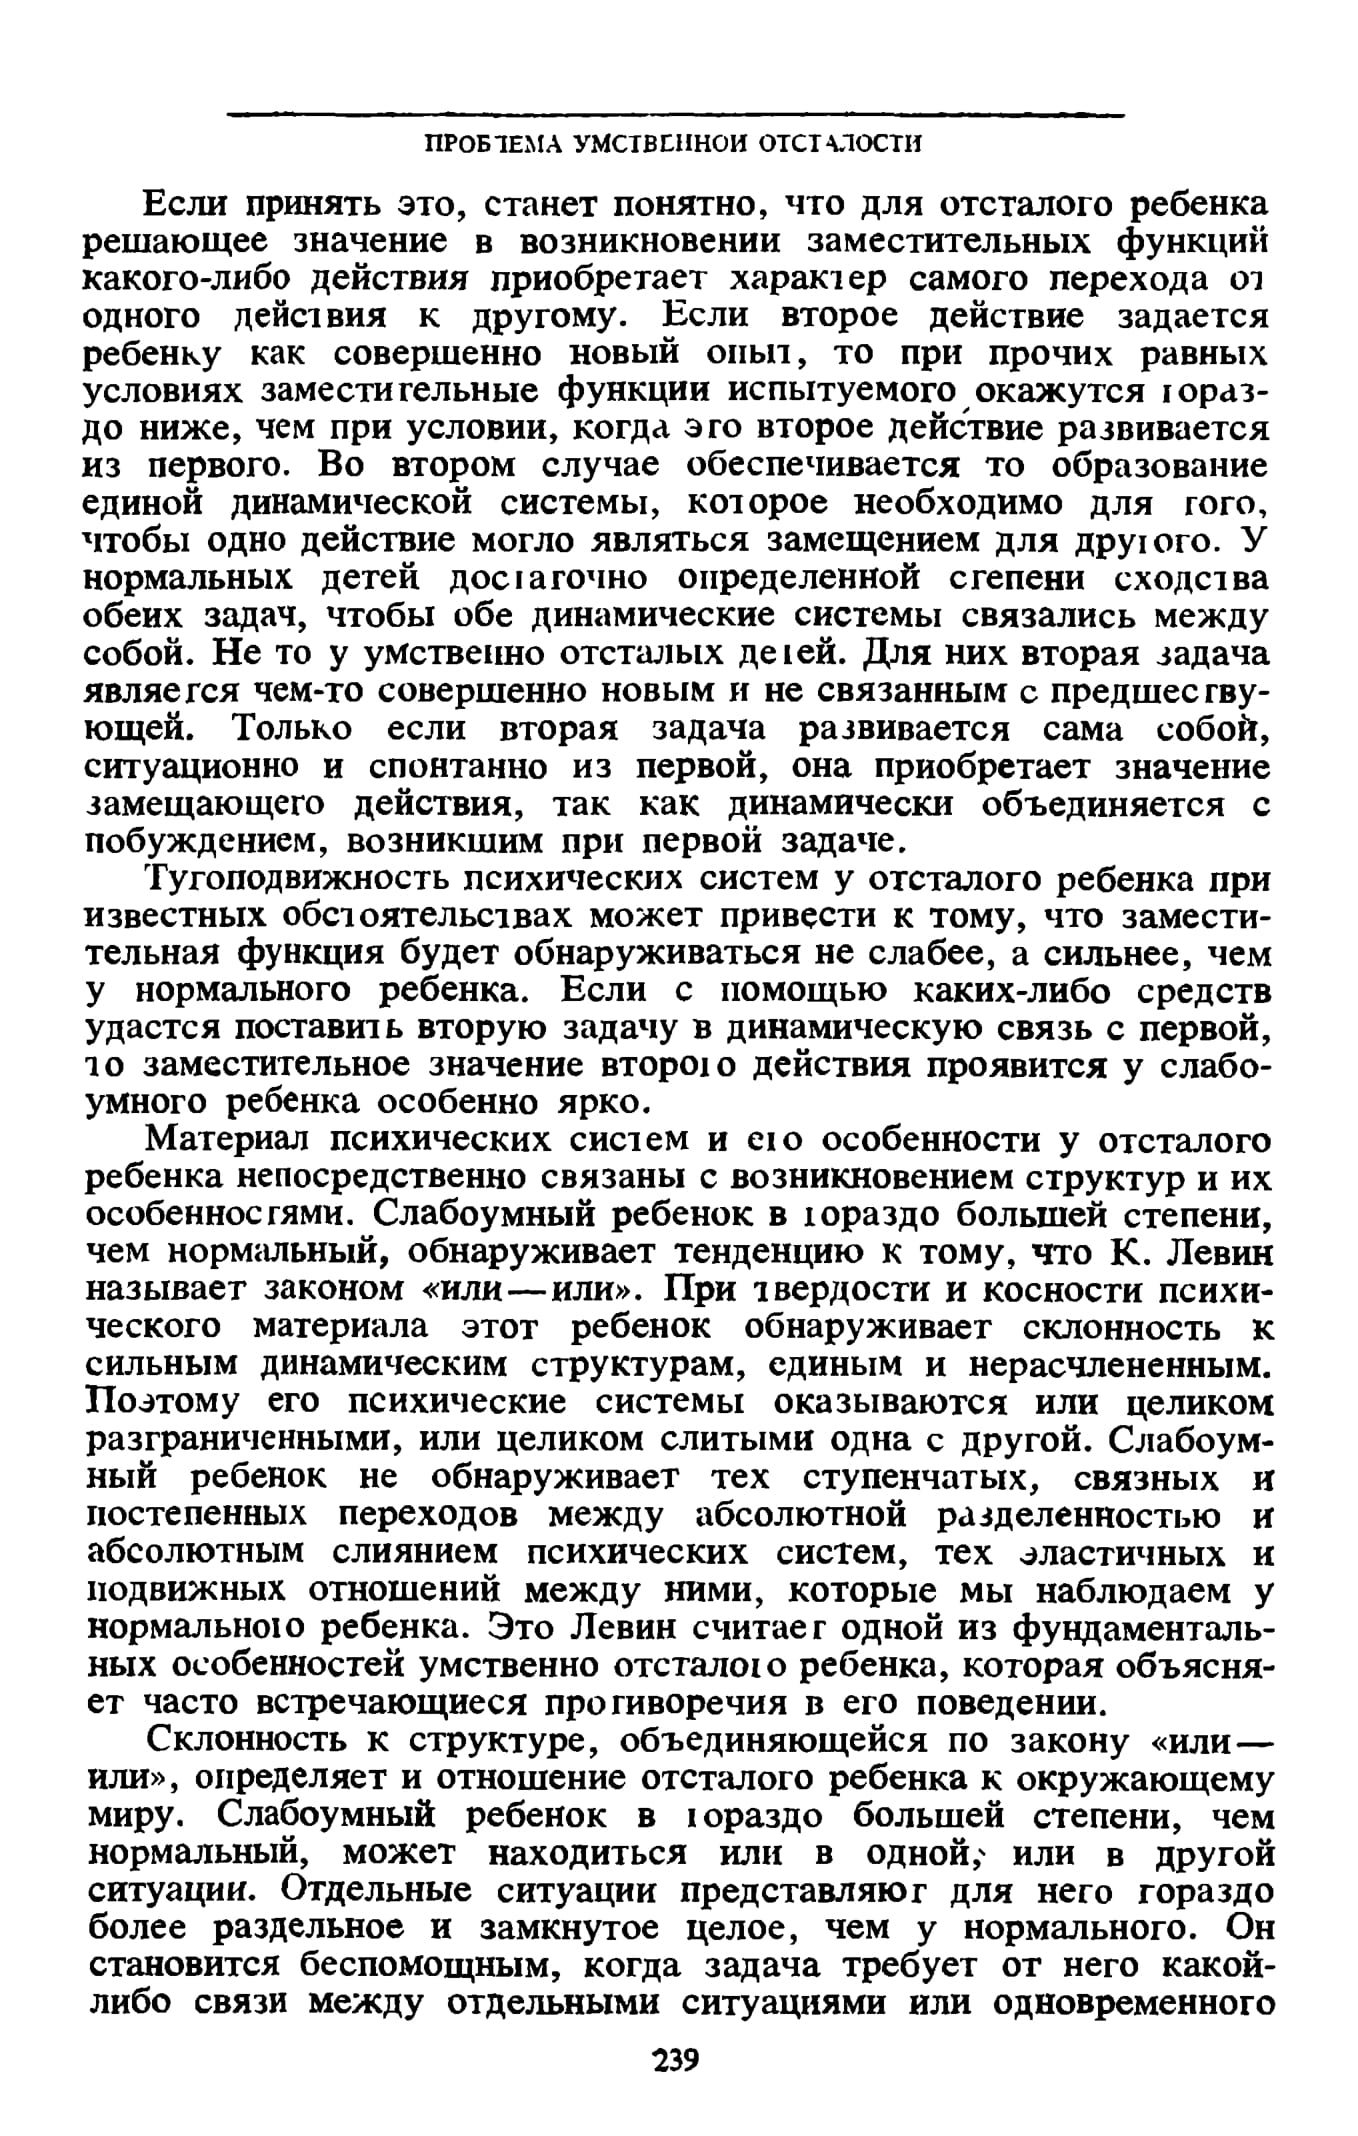 ПРОБЛЕМА УМСТВЕННОЙ ОТСТАЛОСТИ
Если принять это, станет понятно, что для отсталого ребенка
решающее значение в возникновении заместительных функций
какого-либо действия приобретает характер самого перехода от
одного действия к другому. Если второе действие задается
ребенку как совершенно новый опыт, то при прочих равных
условиях заместительные функции испытуемого окажутся горазд-
до ниже, чем при условии, когда это второе действие развивается
из первого. Во втором случае обеспечивается то образование
единой динамической системы, которое необходимо для того,
чтобы одно действие могло являться замещением для другого. У
нормальных детей достаточно определенной степени сходства
обеих задач, чтобы обе динамические системы связались между
собой. Не то у умственно отсталых детей. Для них вторая задача
является чем-то совершенно новым и не связанным с предшеству-
ющей. Только если вторая задача развивается сама собой,
ситуационно и спонтанно из первой, она приобретает значение
замещающего действия, так как динамически объединяется с
побуждением, возникшим при первой задаче.
Тугоподвижность психических систем у отсталого ребенка при
известных обстоятельствах может привести к тому, что замести-
тельная функция будет обнаруживаться не слабее, а сильнее, чем
у нормального ребенка. Если с помощью каких-либо средств
удастся поставить вторую задачу в динамическую связь с первой,
то заместительное значение второго действия проявится у слабо-
умного ребенка особенно ярко.
Материал психических систем и его особенности у отсталого
ребенка непосредственно связаны с возникновением структур и их
особенностями. Слабоумный ребенок в гораздо большей степени,
чем нормальный, обнаруживает тенденцию к тому, что К. Левин
называет законом «или—или». При твердости и косности психи-
ческого материала этот ребенок обнаруживает склонность к
сильным динамическим структурам, единым и нерасчлененным.
Поэтому его психические системы оказываются или целиком
разграниченными, или целиком слитыми одна с другой. Слабоум-
ный ребенок не обнаруживает тех ступенчатых, связных и
постепенных переходов между абсолютной разделенностью и
абсолютным слиянием психических систем, тех эластичных и
подвижных отношений между ними, которые мы наблюдаем у
нормального ребенка. Это Левин считает одной из фундаменталь-
ных особенностей умственно отсталого ребенка, которая объясня-
ет часто встречающиеся противоречия в его поведении.
Склонность к структуре, объединяющейся по закону «или—
или», определяет и отношение отсталого ребенка к окружающему
миру. Слабоумный ребенок в гораздо большей степени, чем
нормальный, может находиться или в одной, или в другой
ситуации. Отдельные ситуации представляют для него гораздо
более раздельное и замкнутое целое, чем у нормального. Он
становится беспомощным, когда задача требует от него какой-
либо связи между отдельными ситуациями или одновременного
239